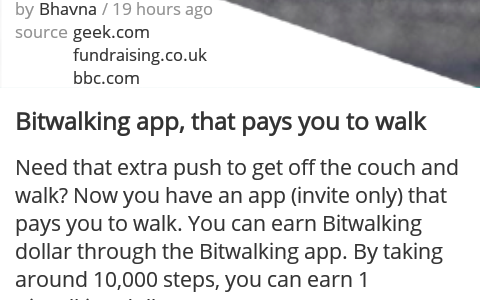 by Bhavna / 19 hours ago
source geek.com
fundraising.co.uk
bbc.com
Bitwalking app, that pays you to walk
Need that extra push to get off the couch and
walk? Now you have an app (invite only) that
pays you to walk. You can earn Bitwalking
dollar through the Bitwalking app. By taking
around 10,000 steps, you can earn 1